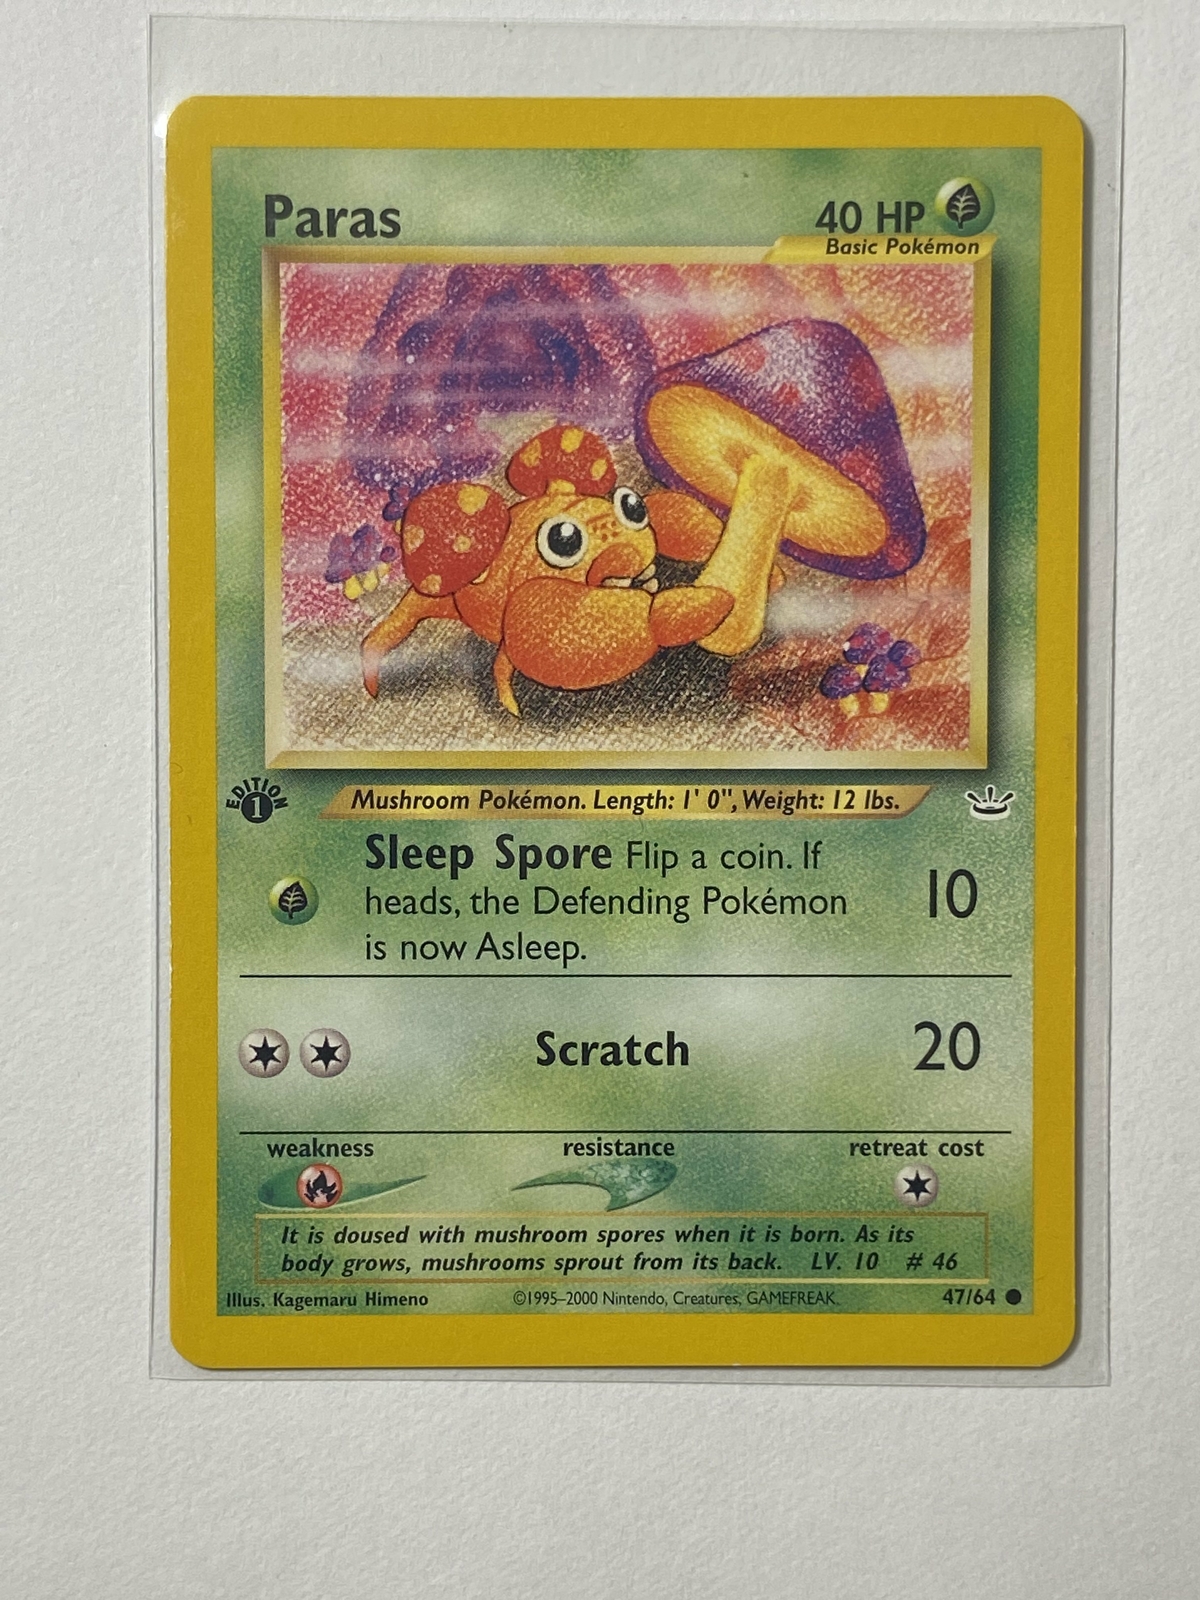 Paras
40 HP
Basic Pokémon
EDITION
1
Mushroom Pokémon. Length: 1' 0", Weight: 12 lbs.
Sleep Spore Flip a coin. If
heads, the Defending Pokémon
is now Asleep.
10
Scratch
20
weakness
resistance
retreat cost
It is doused with mushroom spores when it is born. As its
body grows, mushrooms sprout from its back. LV. 10 # 46
Illus. Kagemaru Himeno
©1995–2000 Nintendo, Creatures, GAMEFREAK.
47/64